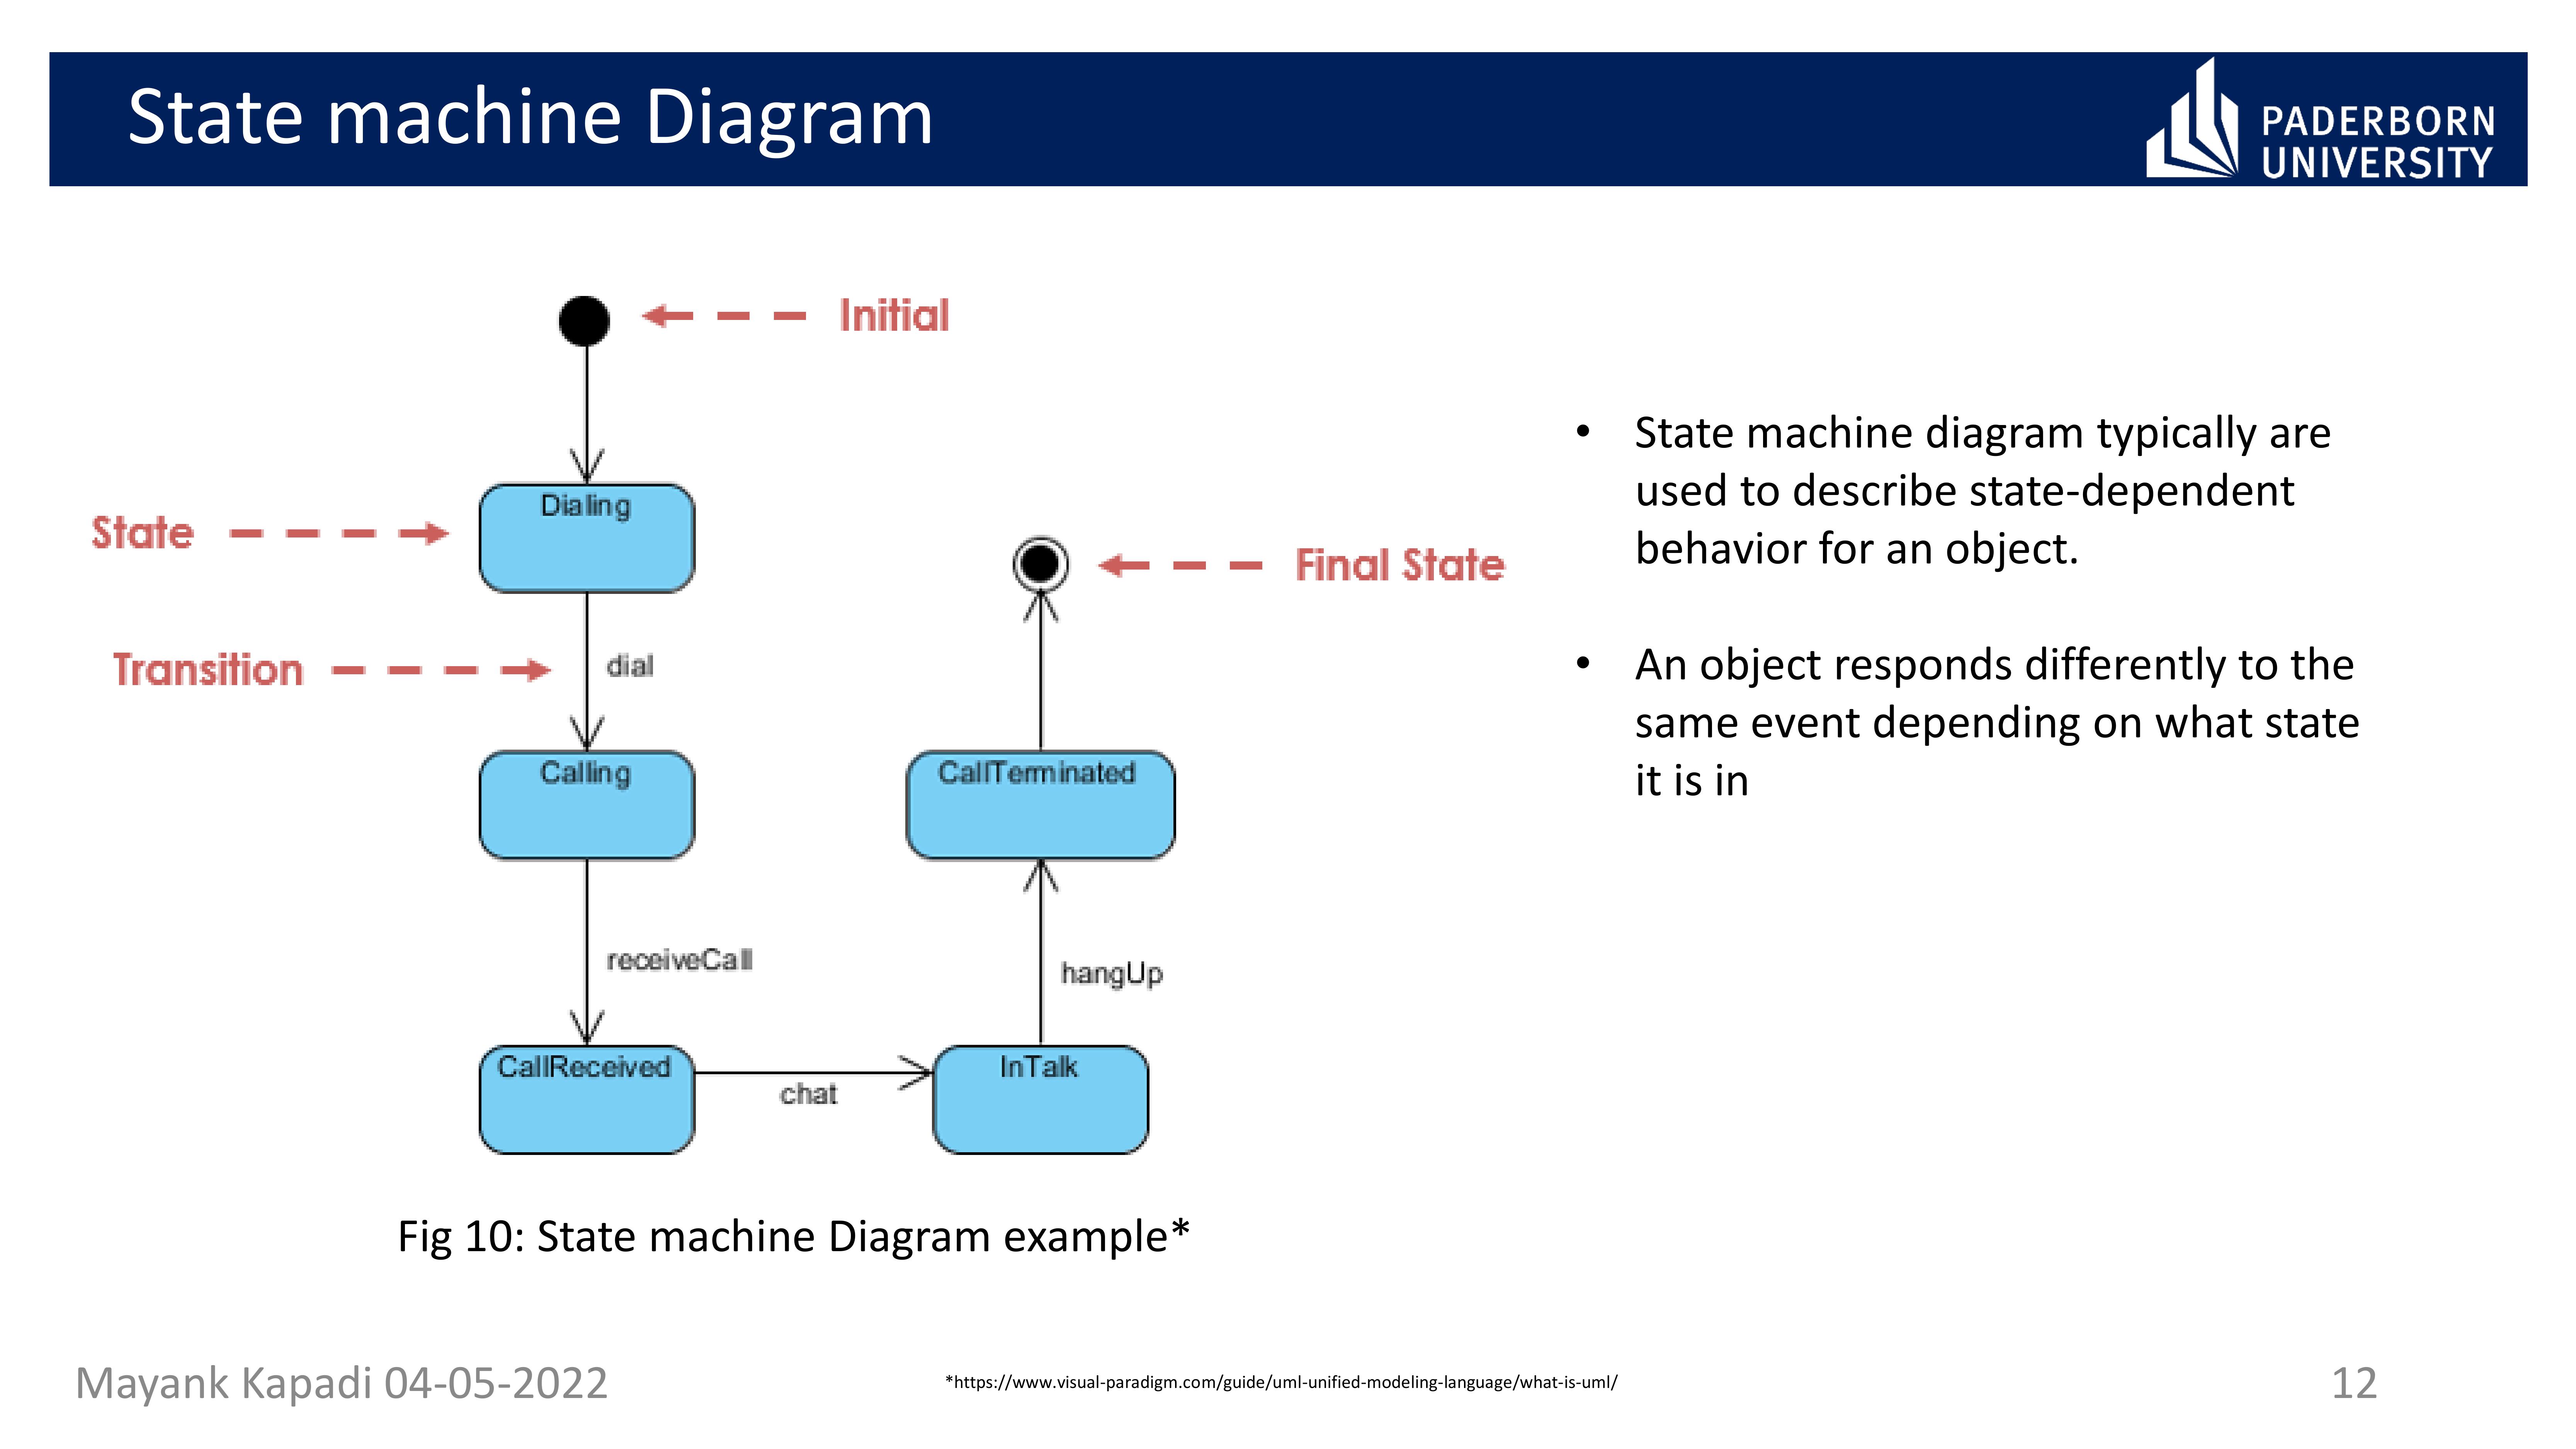 State machine Diagram
PADERBORN
UNIVERSITY
Initial
State
Dialing
Transition
dial
Final State
Calling
CallTerminated
receiveCall
hangUp
CallReceived
chat
InTalk
Fig 10: State machine Diagram example*
• State machine diagram typically are
used to describe state-dependent
behavior for an object.
• An object responds differently to the
same event depending on what state
it is in
Mayank Kapadi 04-05-2022
*https://www.visual-paradigm.com/guide/uml-unified-modeling-language/what-is-uml/
12